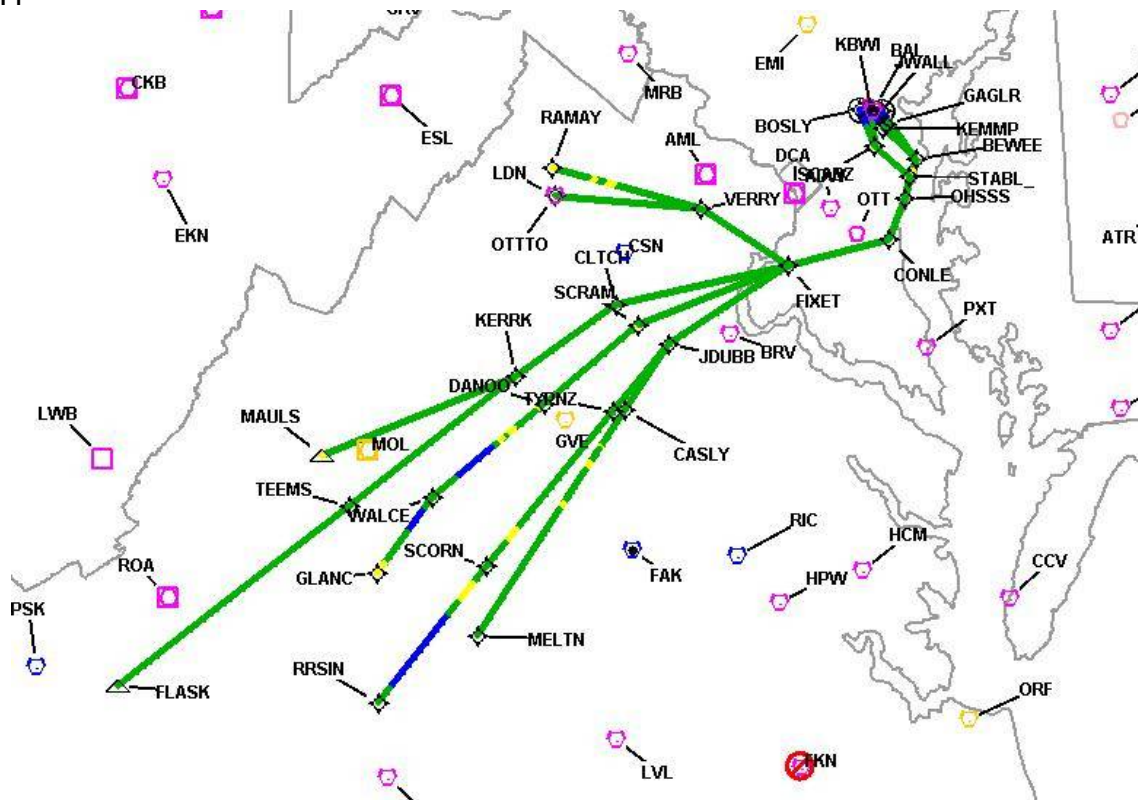 CKB
ESL
MRB
EMI
KBWI
BAL
WALL
GAGLR
KEMMP
BEWEE
BOSLY
RAMAY
AML
DCA
LDN
VERRY
OTT
STABL_
OHSSS
EKN
OTTTO
CSN
CLTCH
ATR
CONLE
SCRAM
FIXET
KERRK
PXT
JDUBB
BRV
DANOO
TYRNZ
LWB
MAULS
MOL
GVE
CASLY
TEEMS
WALCE
SCORN
RIC
HCM
ROA
GLANC
FAK
HPW
CCV
PSK
MELTN
RRSIN
FLASK
ORF
LVL
FKN